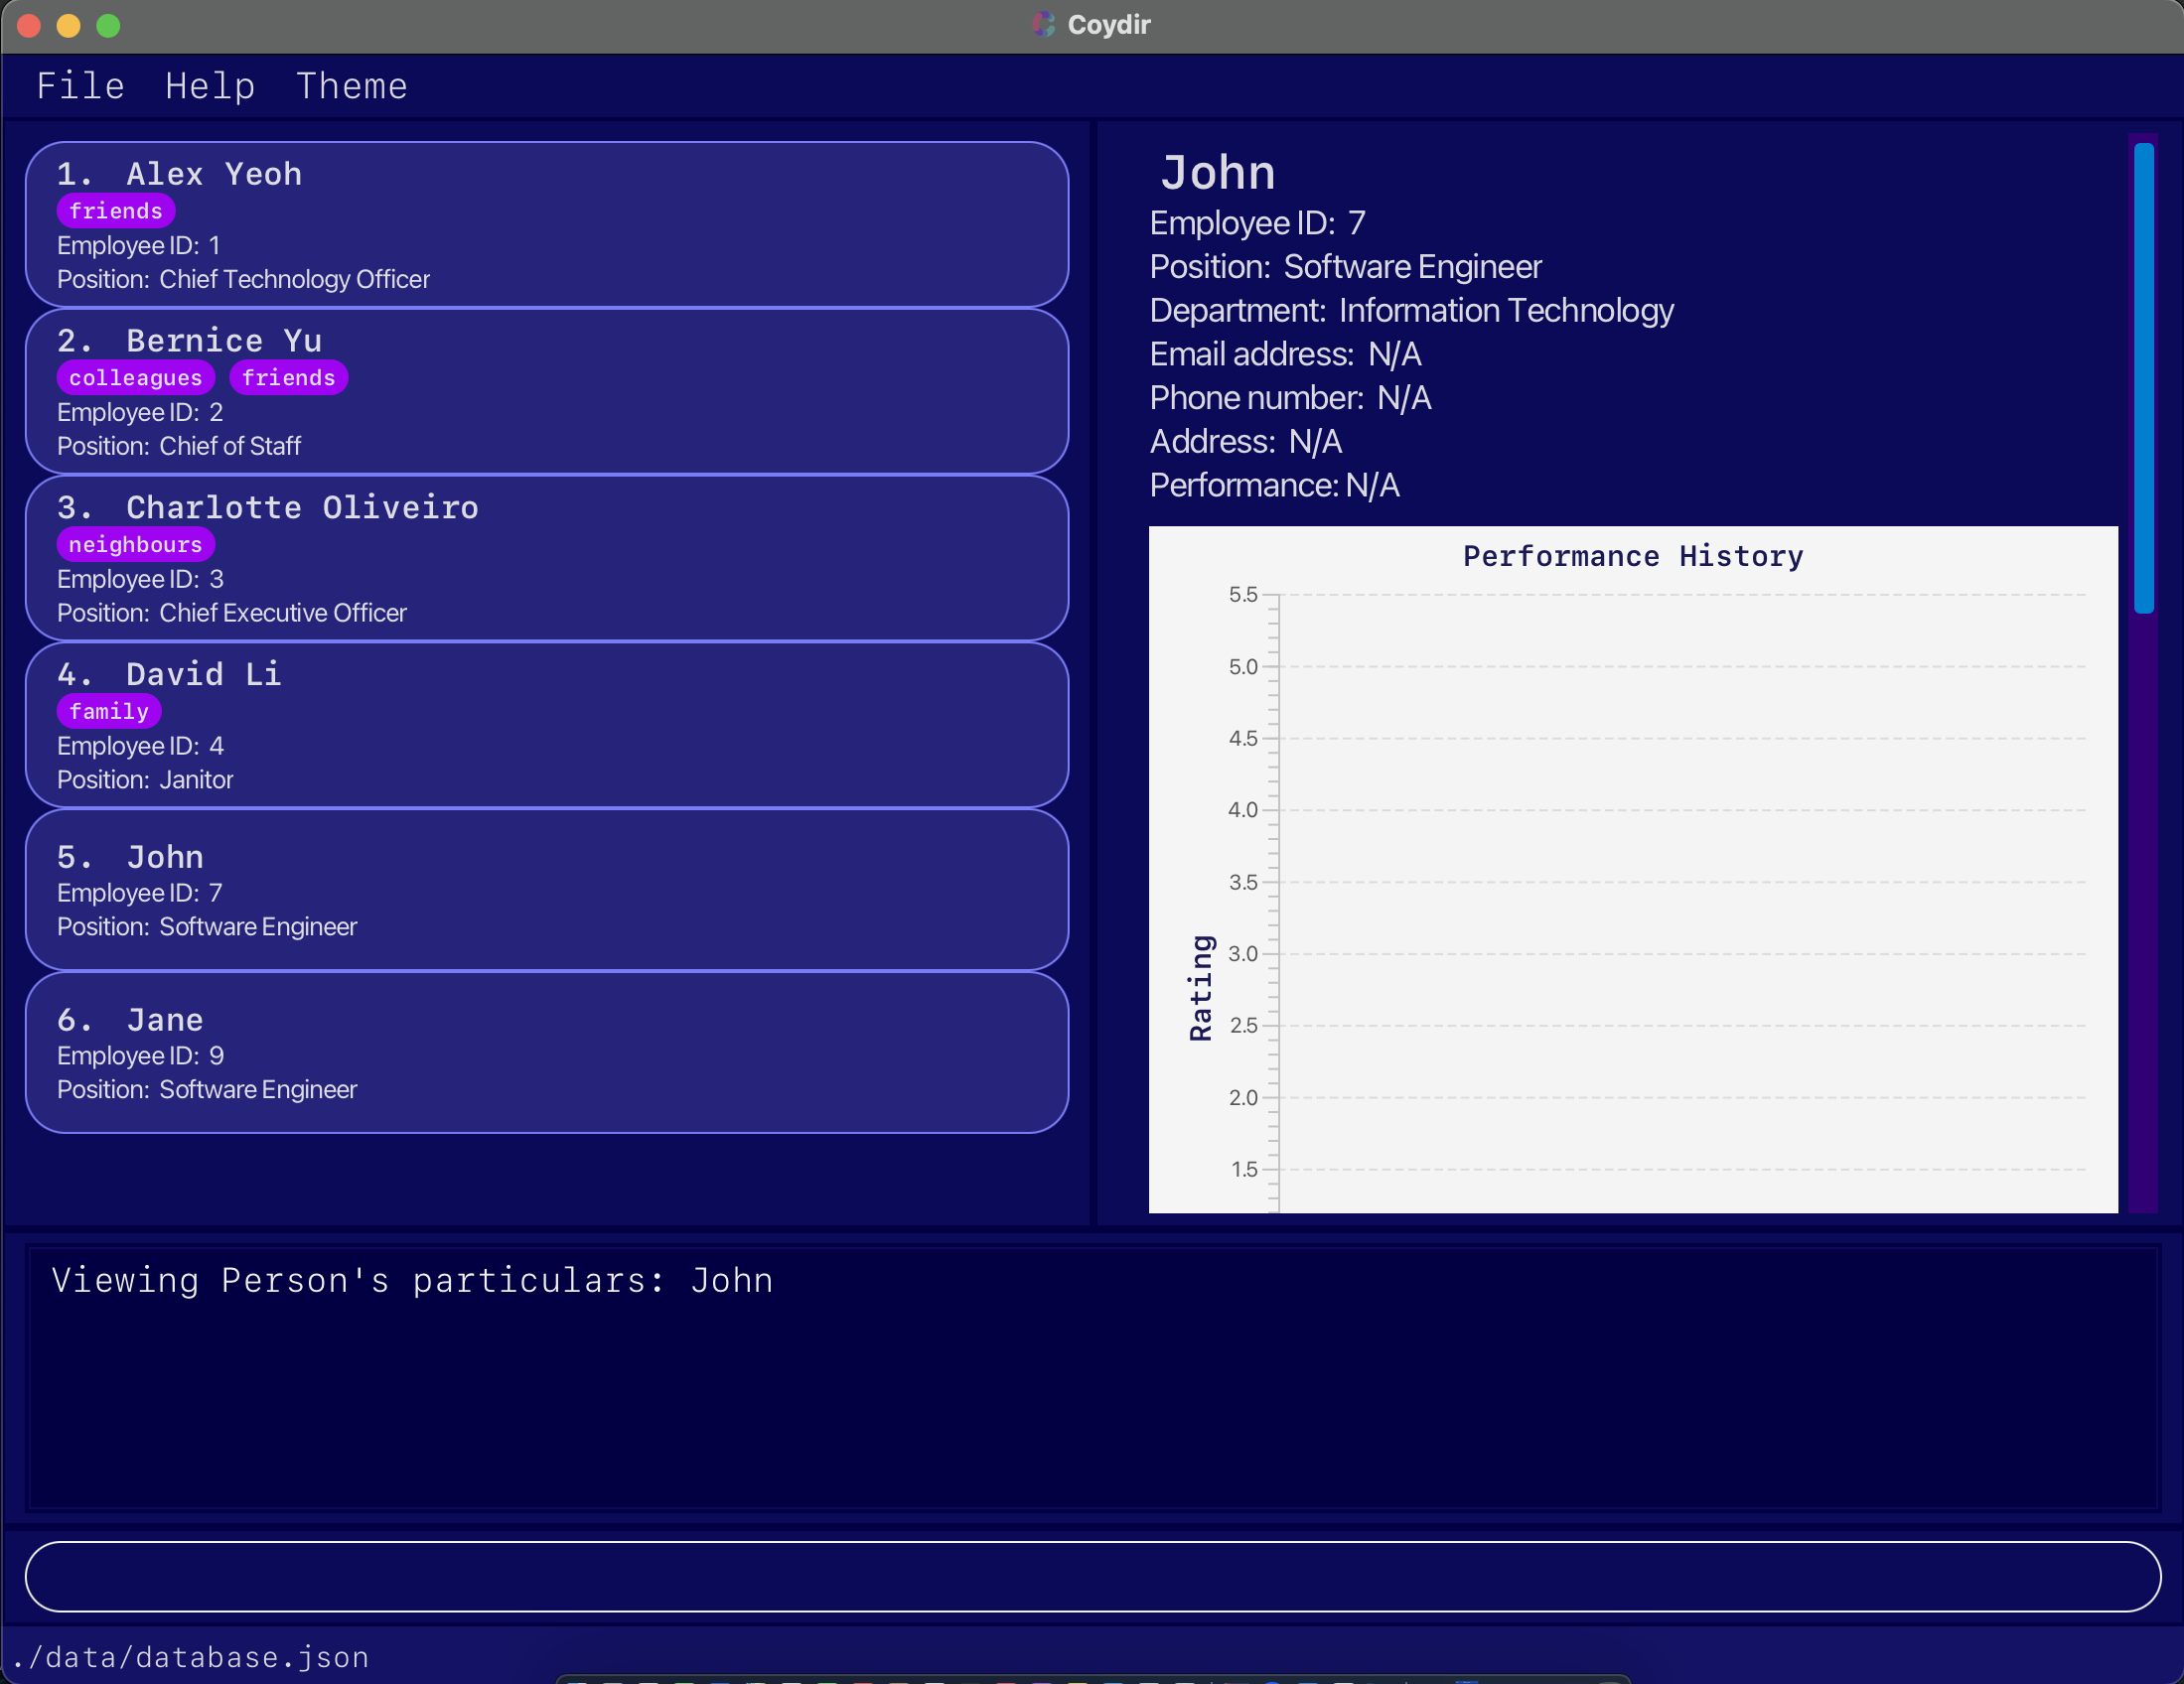 Coydir
File Help Theme
1. Alex Yeoh
friends
Employee ID: 1
Position: Chief Technology Officer
2. Bernice Yu
colleagues friends
Employee ID: 2
Position: Chief of Staff
3. Charlotte Oliveiro
neighbours
Employee ID: 3
Position: Chief Executive Officer
4. David Li
family
Employee ID: 4
Position: Janitor
5. John
Employee ID: 7
Position: Software Engineer
6. Jane
Employee ID: 9
Position: Software Engineer
John
Employee ID: 7
Position: Software Engineer
Department: Information Technology
Email address: N/A
Phone number: N/A
Address: N/A
Performance: N/A
Performance History
5.5
5.0
4.5
4.0
3.5
3.0
2.5
2.0
1.5
Rating
Viewing Person's particulars: John
./data/database.json